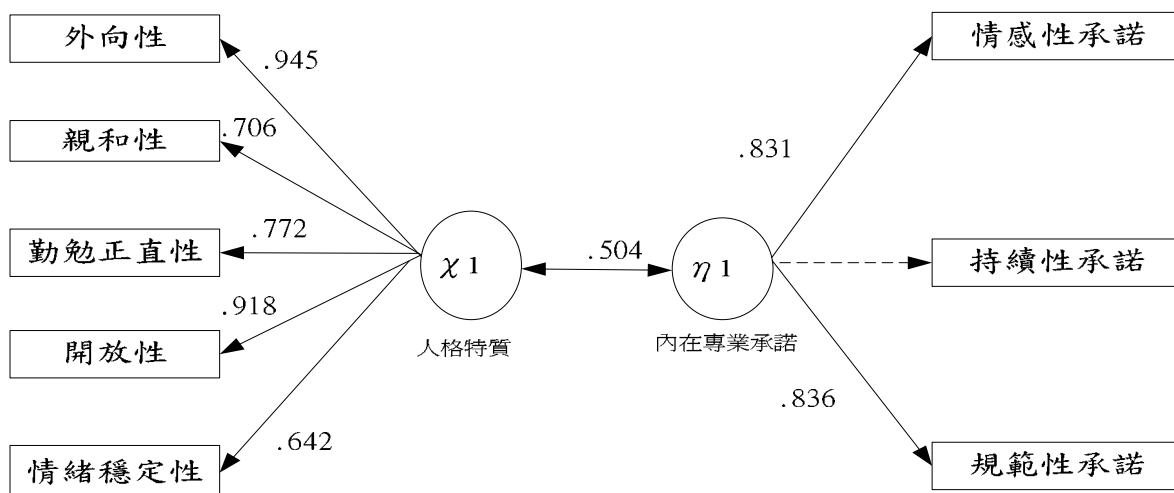 外向性
情感性承諾
.945
親和性
.706
.831
勤勉正直性
.772
χ1
.504
η1
持續性承諾
.918
開放性
人格特質
內在專業承諾
.642
.836
情緒穩定性
規範性承諾